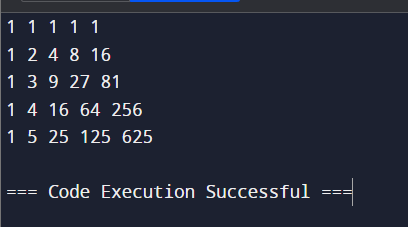 1 1 1 1 1
1 2 4 8 16
1 3 9 27 81
1 4 16 64 256
1 5 25 125 625
=== Code Execution Successful ===